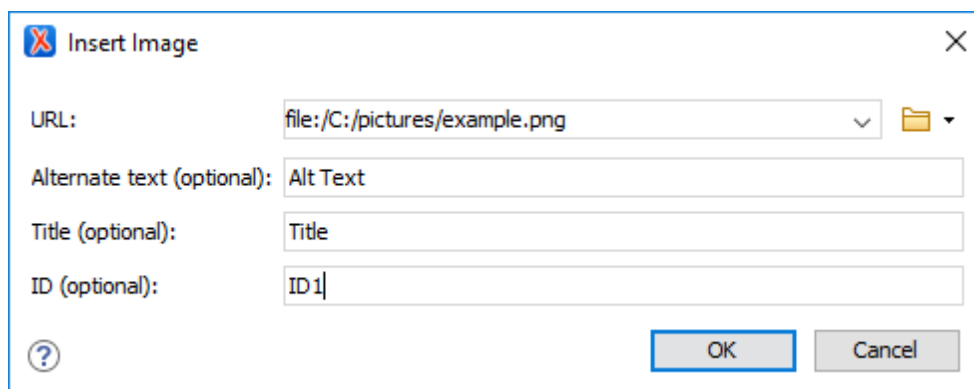 Insert Image
URL: file:/C:/pictures/example.png
Alternate text (optional): Alt Text
Title (optional): Title
ID (optional): ID1
? OK Cancel